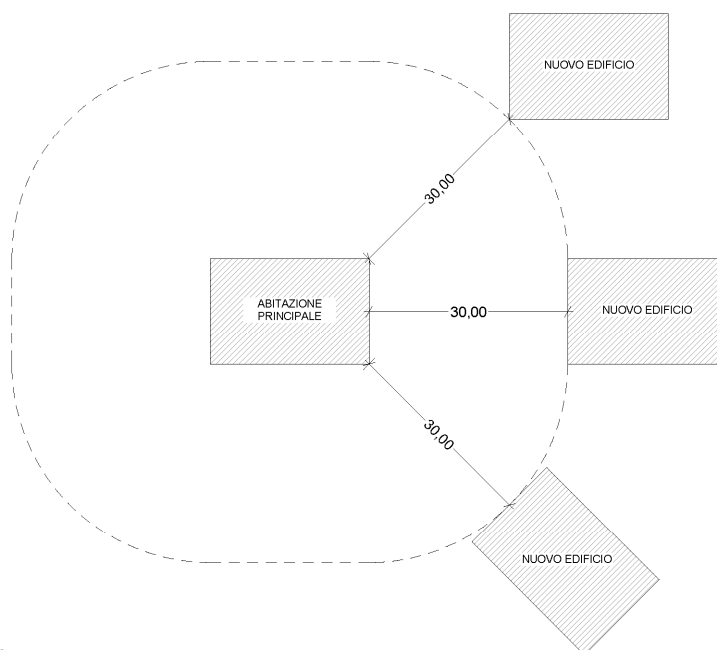 NUOVO EDIFICIO
30,00
ABITAZIONE
PRINCIPALE
30,00
NUOVO EDIFICIO
30,00
NUOVO EDIFICIO